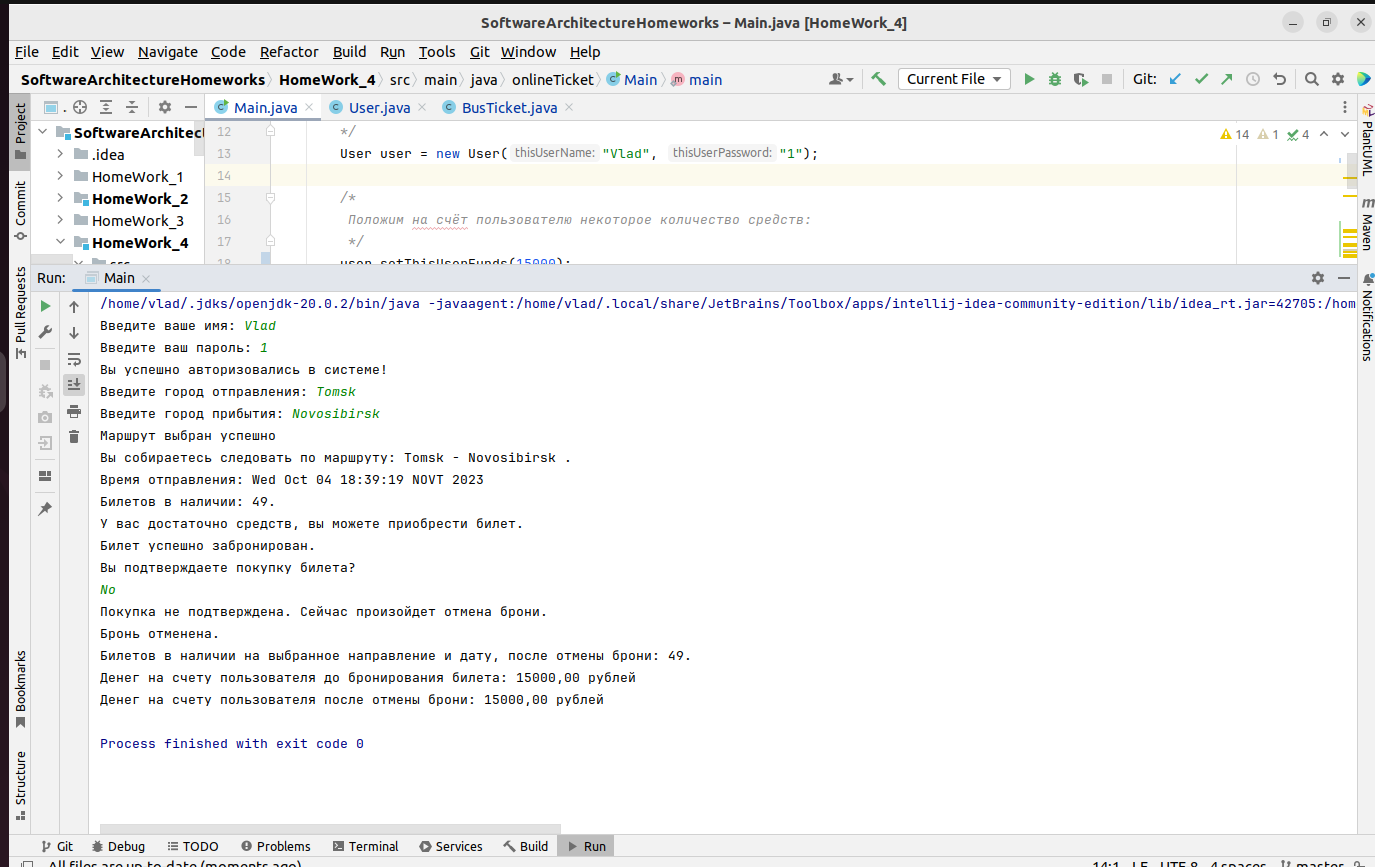 SoftwareArchitectureHomeworks – Main.java [HomeWork_4]
File Edit View Navigate Code Refactor Build Run Tools Git Window Help
SoftwareArchitectureHomeworks HomeWork_4 src main java onlineTicket Main main Current File Git:
Project
Commit
Pull Requests
Bookmarks
Structure
Main.java User.java BusTicket.java
SoftwareArchitect
.idea
HomeWork_1
HomeWork_2
HomeWork_3
HomeWork_4
src
14 1 4
12 */
13 User user = new User( thisUserName: "Vlad", thisUserPassword: "1");
14
15 /*
16 Положим на счёт пользователю некоторое количество средств:
17 */
18 user.setThisUserFunds(15000);
PlantUML
m Maven
Notifications
Run: Main
/home/vlad/.jdks/openjdk-20.0.2/bin/java -javaagent:/home/vlad/.local/share/JetBrains/Toolbox/apps/intellij-idea-community-edition/lib/idea_rt.jar=42705:/hom
Введите ваше имя: Vlad
Введите ваш пароль: 1
Вы успешно авторизовались в системе!
Введите город отправления: Tomsk
Введите город прибытия: Novosibirsk
Маршрут выбран успешно
Вы собираетесь следовать по маршруту: Tomsk - Novosibirsk .
Время отправления: Wed Oct 04 18:39:19 NOVT 2023
Билетов в наличии: 49.
У вас достаточно средств, вы можете приобрести билет.
Билет успешно забронирован.
Вы подтверждаете покупку билета?
No
Покупка не подтверждена. Сейчас произойдет отмена брони.
Бронь отменена.
Билетов в наличии на выбранное направление и дату, после отмены брони: 49.
Денег на счету пользователя до бронирования билета: 15000,00 рублей
Денег на счету пользователя после отмены брони: 15000,00 рублей
Process finished with exit code 0
Git Debug TODO Problems Terminal Services Build Run
All files are up-to-date (moments ago) 14:1 LF UTF-8 4 spaces master